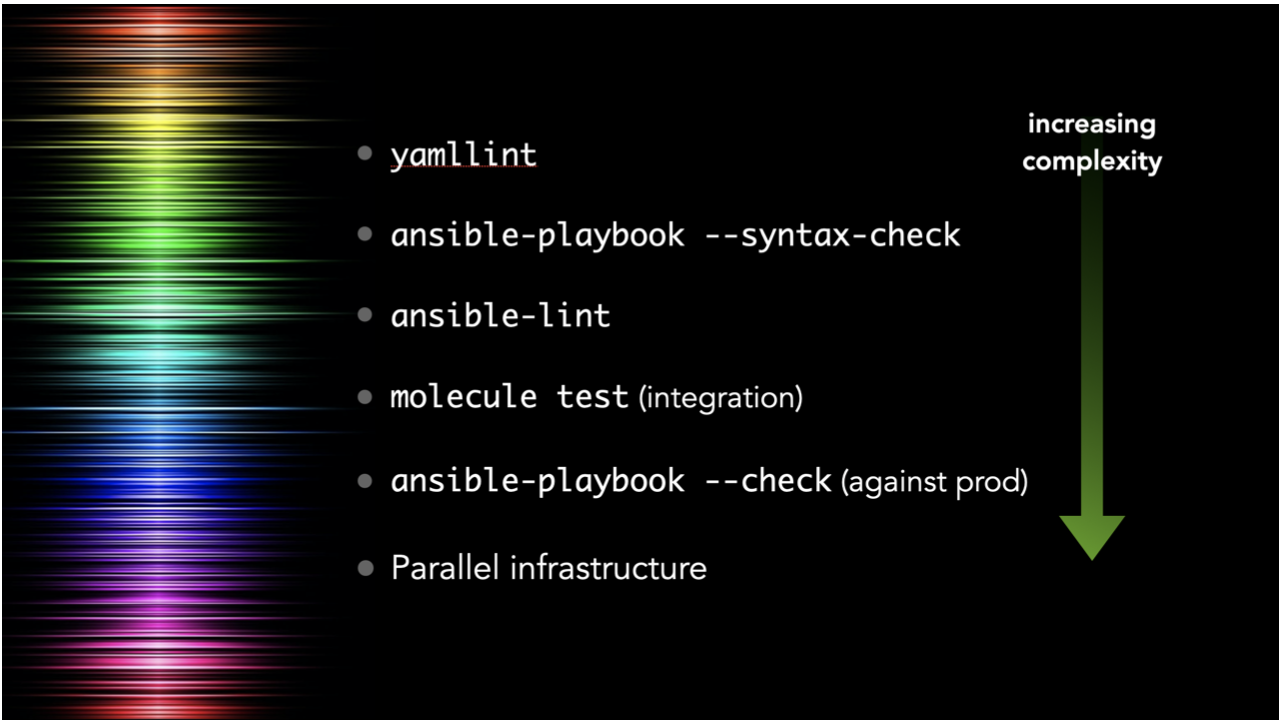 increasing
complexity
yamllint
ansible-playbook --syntax-check
ansible-lint
molecule test (integration)
ansible-playbook --check (against prod)
Parallel infrastructure